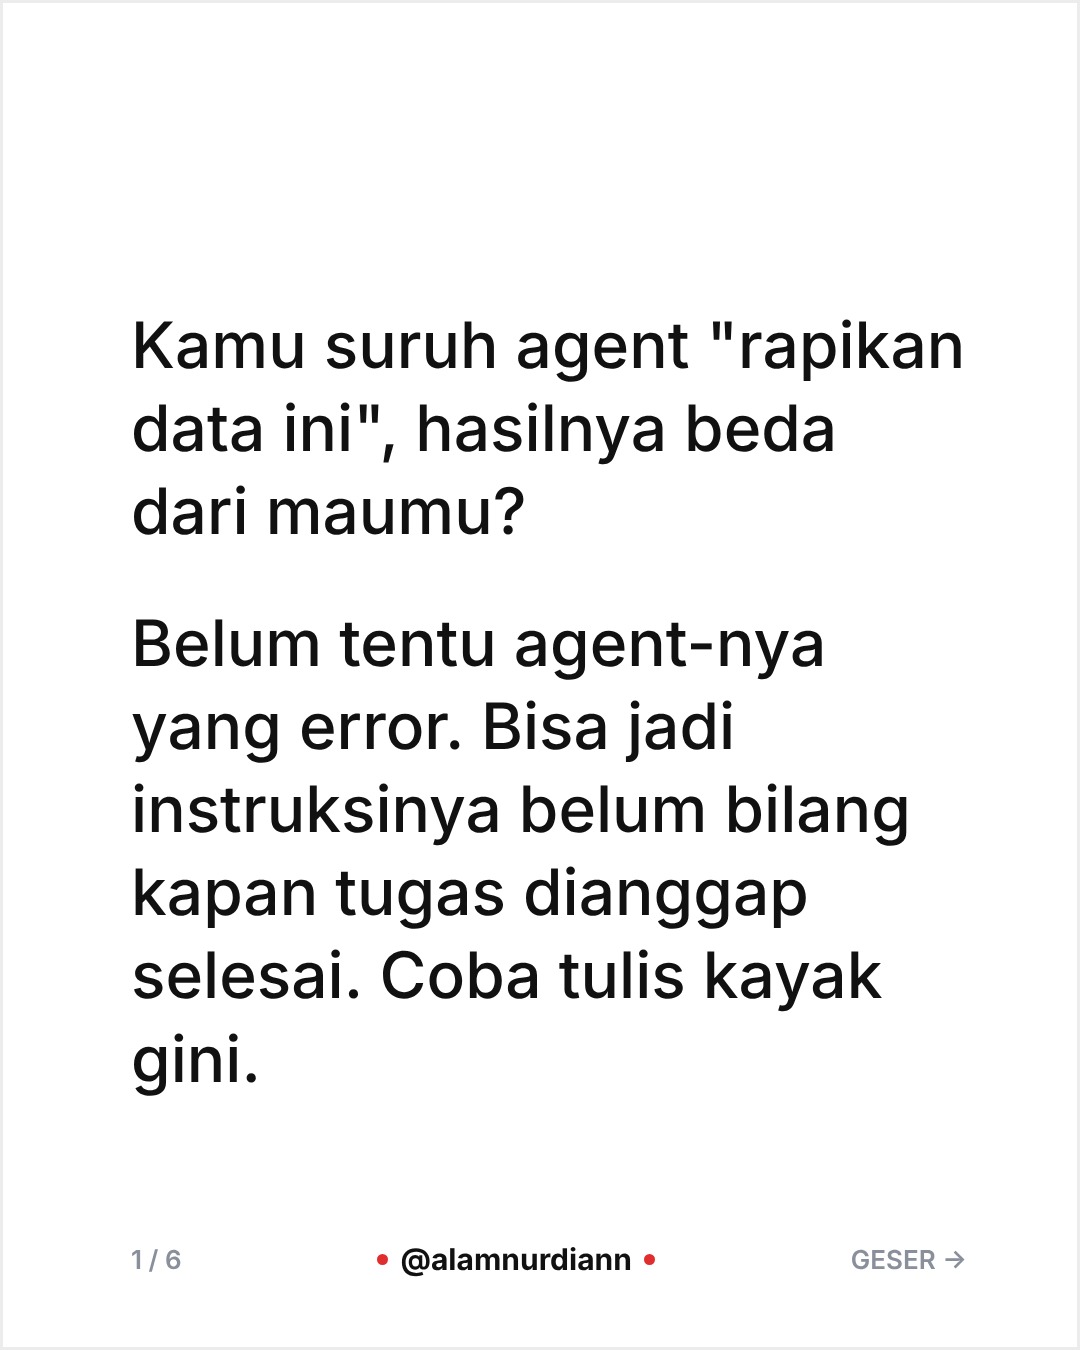 Kamu suruh agent "rapikan
data ini", hasilnya beda
dari maumu?
Belum tentu agent-nya
yang error. Bisa jadi
instruksinya belum bilang
kapan tugas dianggap
selesai. Coba tulis kayak
gini.
1 / 6
• @alamnurdiann •
GESER →